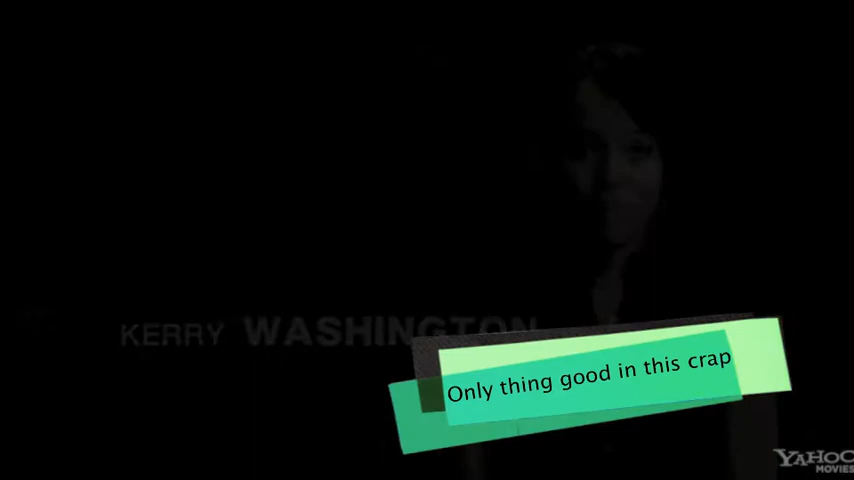 KERRY WASHINGTON
Only thing good in this crap
YAHOO
MOVIES